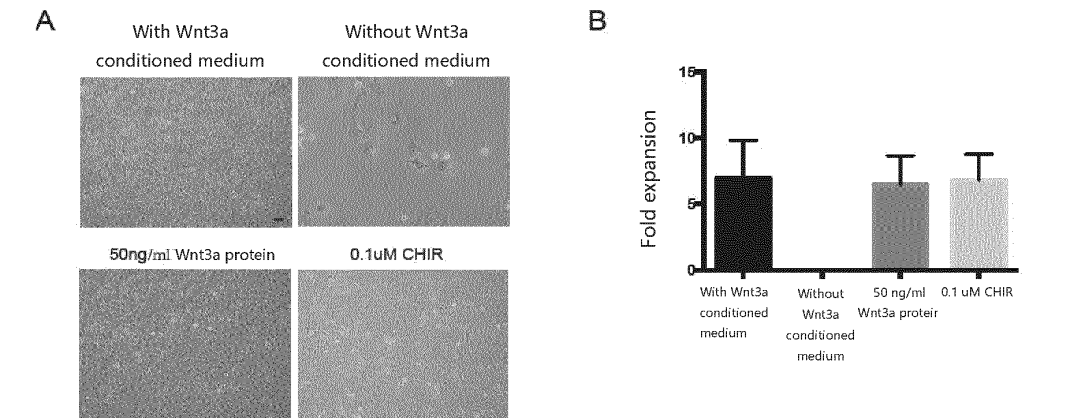 A
With Wnt3a
conditioned medium
Without Wnt3a
conditioned medium
50ng/ml Wnt3a protein
0.1uM CHIR
B
Fold expansion
15
10
5
0
With Wnt3a
conditioned
medium
Without
Wnt3a
conditioned
medium
50 ng/ml
Wnt3a protein
0.1 uM CHIR